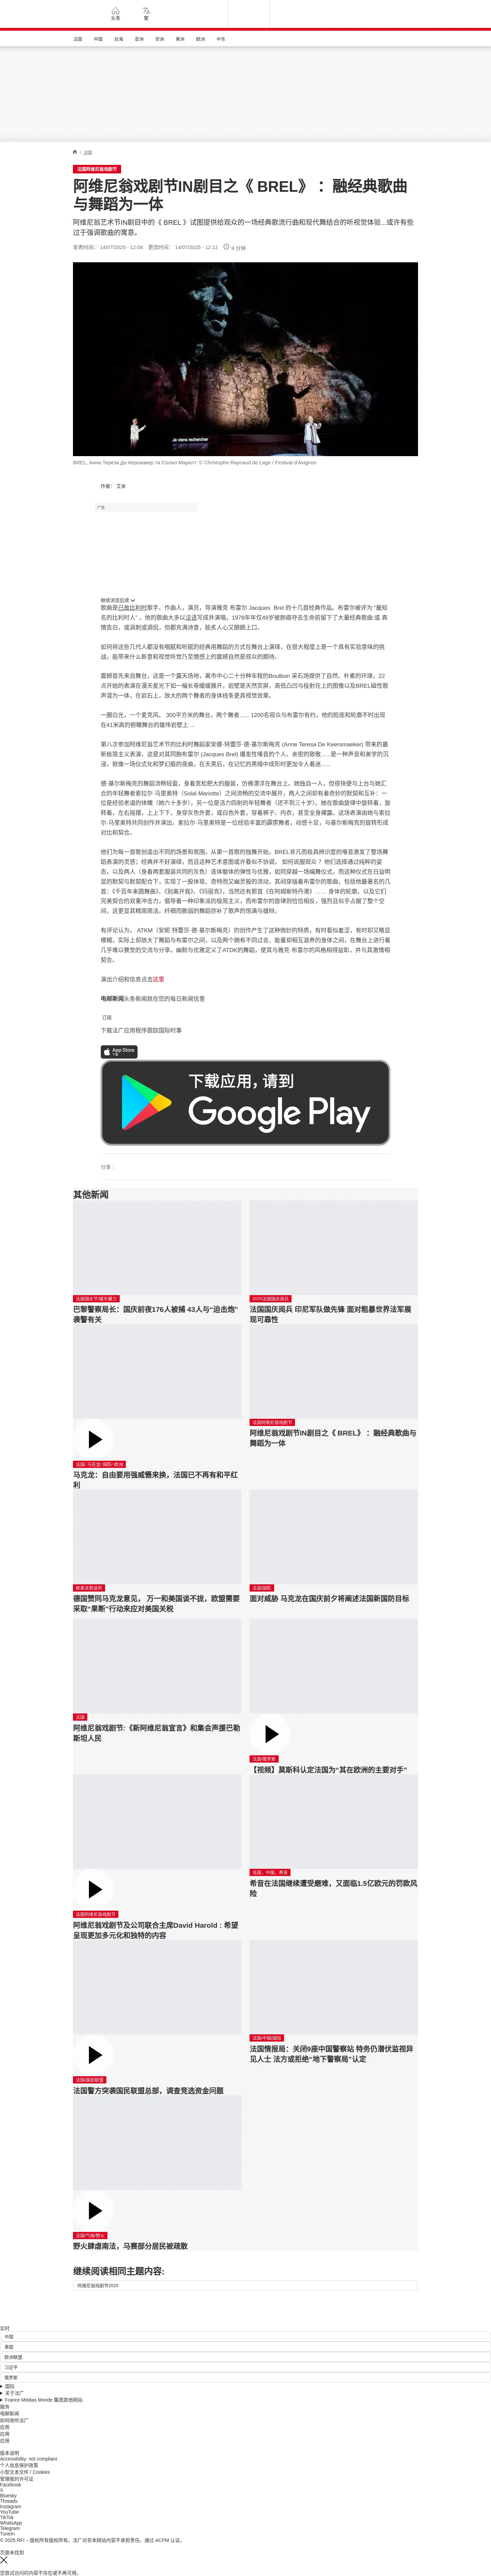 头条
繁
法国
中国
台海
亚洲
非洲
美洲
欧洲
中东
法国
法国阿维尼翁戏剧节
阿维尼翁戏剧节IN剧目之《 BREL》 ：融经典歌曲
与舞蹈为一体
阿维尼翁艺术节IN剧目中的《 BREL 》试图提供给观众的一场经典歌流行曲和现代舞结合的听视觉体验...或许有些
过于强调歌曲的寓意。
发表时间： 14/07/2025 - 12:04 更改时间： 14/07/2025 - 12:12 9 分钟
Je viens rechercher
BREL, Анна Тереза Де Керсмакер та Солал Маріотт. © Christophe Raynaud de Lage / Festival d'Avignon
作者： 艾米
广告
继续浏览后续
歌曲是已故比利时歌手、作曲人，演员，导演雅克 布雷尔 Jacques Brel 的十几首经典作品。布雷尔被评为 “最知
名的比利时人” ，他的歌曲大多以法语写成并演唱，1978年年仅49岁被肺癌夺去生命前留下了大量经典歌曲:或 真
情告白，或讽刺或调侃，但都充满诗意，脍炙人心又朗朗上口。
如何将这些几代人都没有唱腻和听腻的经典用舞蹈的方式在舞台上演绎，在很大程度上是一个具有实验意味的挑
战，能带来什么新意和视觉听觉乃至情感上的震撼自然是观众的期待。
震撼首先来自舞台，这是一个露天场地，离市中心二十分种车程的Boulbon 采石场提供了自然、朴素的环境，22
点开始的表演在漫天星光下如一幅长卷缓缓展开，岩壁是天然荧屏，高低凸凹与投射在上的图像以及BREL磁性歌
声混为一体，在岩石上，放大的两个舞者的身体线条更具视觉效果。
一圈白光，一个麦克风。 300平方米的舞台，两个舞者...... 1200名观众与布雷尔有约，他的脸庞和轮廓不时出现
在41米高的俯瞰舞台的雄伟岩壁上 ...
第八次参加阿维尼翁艺术节的比利时舞蹈家安娜·特蕾莎-德·基尔斯梅克 (Anne Teresa De Keersmaeker) 带来的最
新极简主义表演，这是对其同胞布雷尔 (Jacques Brel) 爆发性嗓音的个人、亲密的致敬......是一种声音和美学的沉
浸，就像一场仪式化和梦幻般的夜曲，在天黑后，在记忆的黑暗中或形时更加令人着迷......
德·基尔斯梅克的舞蹈流畅轻盈，身着宽松肥大的服装，仿佛漂浮在舞台上。她独自一人，但很快便与上台与她汇
合的年轻舞者索拉尔·马里奥特（Solal Mariotte）之间流畅的交流中展开，两人之间却有着奇妙的默契和互补：一
位是经验老道的体魄（她六十多岁），另一位是活力四射的年轻舞者（还不到三十岁）。她在歌曲旋律中放转着，旋
转着，左右摇摆，上上下下，身穿灰色外套，或白色外套，穿着裤子、内衣，甚至全身裸露。这场表演由她与索拉
尔·马里奥特共同创作并演出。索拉尔·马里奥特是一位经验丰富的霹雳舞者，动感十足，与基尔斯梅克的旋转形成
对比和契合。
他们为每一首歌创造出不同的场景和氛围，从第一首歌的独舞开始，BREL非凡而极具辨识度的嗓音激发了整场舞
蹈表演的灵感；经典并不好演绎，而且这种艺术意图或许看似不协调， 如何说服观众？ 他们选择通过纯粹的姿
态、以及两人（身着两套服装共同的灰色）连体躯体的弹性与优雅，如同穿越一场编舞仪式，而这种仪式在日益明
显的默契与默契配合下，实现了一股体现、奇特而又幽灵般的流动，其间穿插着布雷尔的歌曲，包括他最著名的几
首：《千百年来圆舞曲》、《别离开我》、《玛丽克》，当然还有那首《在阿姆斯特丹港》…… 身体的轮廓，以及它们
完美契合的双重冲击力，倡导着一种印象派的极简主义，而布雷尔的旋律则恰恰相反，强烈且似乎占据了整个空
间，这更显其精简简洁。纤细而脆弱的舞蹈弥补了歌声的饱满与雄辩。
有评论认为， ATKM（安妮·特蕾莎·德·基尔斯梅克）的创作产生了这种微妙的特质，有时看似羞涩，有时却又略显
模糊，实际上却放大了舞蹈与布雷尔之间，以及两个拥有不同过去、能量却相互滋养的身体之间，在舞台上进行着
几乎难以察觉的交流与分享。幽默与优雅定义了ATDK的舞蹈，使其与雅克·布雷尔的风格相得益彰，并与其激情相
契合。
演出介绍和信息点击这里
电邮新闻头条新闻就在您的每日新闻信里
订阅
下载法广应用程序跟踪国际时事
App Store
下载
下载应用，请到
Google Play
分享 :
其他新闻
法国国庆节/城市暴力
巴黎警察局长：国庆前夜176人被捕 43人与“迫击炮”
袭警有关
2025法国国庆阅兵
法国国庆阅兵 印尼军队做先锋 面对粗暴世界法军展
现可靠性
法国/ 马克龙/ 国防/ 欧洲
马克龙：自由要用强威慑来换，法国已不再有和平红
利
法国阿维尼翁戏剧节
阿维尼翁戏剧节IN剧目之《 BREL》 ：融经典歌曲与
舞蹈为一体
欧美关税谈判
德国赞同马克龙意见， 万一和美国谈不拢，欧盟需要
采取“果断”行动来应对美国关税
法国/国防
面对威胁 马克龙在国庆前夕将阐述法国新国防目标
法国
阿维尼翁戏剧节:《新阿维尼翁宣言》和集会声援巴勒
斯坦人民
法国/俄罗斯
【视频】莫斯科认定法国为“其在欧洲的主要对手”
法国阿维尼翁戏剧节
阿维尼翁戏剧节及公司联合主席David Harold : 希望
呈现更加多元化和独特的内容
法国，中国，希音
希音在法国继续遭受磨难，又面临1.5亿欧元的罚款风
险
法国/国民联盟
法国警方突袭国民联盟总部，调查竞选资金问题
法国/中国/国际
法国情报局：关闭9座中国警察站 特务仍潜伏监视异
见人士 法方或拒绝“地下警察局”认定
法国/气候/野火
野火肆虐南法，马赛部分居民被疏散
继续阅读相同主题内容:
阿维尼翁戏剧节2025
实时
中国
美国
欧洲联盟
习近平
俄罗斯
国际
关于法广
France Médias Monde 集团其他网站
服务
电邮新闻
如何收听法广
应用
应用
应用
版本说明
Accessibility: not compliant
个人信息保护政策
小型文本文件 / Cookies
管理我的许可证
Facebook
X
Bluesky
Threads
Instagram
YouTube
TikTok
WhatsApp
Telegram
TuneIn
© 2025 RFI – 版权所有版权所有。法广对非本网站内容不承担责任。通过 ACPM 认证。
页面未找到
您尝试访问的内容不存在或不再可用。